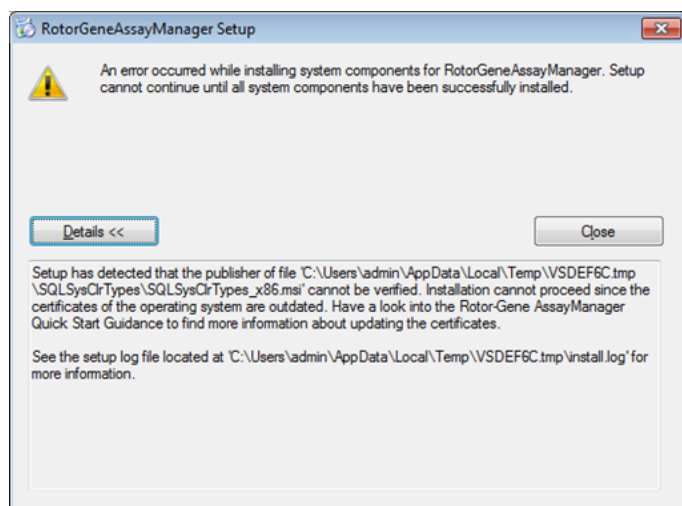 RotorGeneAssayManager Setup
An error occurred while installing system components for RotorGeneAssayManager. Setup
cannot continue until all system components have been successfully installed.
Details << Close
Setup has detected that the publisher of file 'C:\Users\admin\AppData\Local\Temp\VSDEF6C.tmp
\SQLSysClrTypes\SQLSysClrTypes_x86.msi' cannot be verified. Installation cannot proceed since the
certificates of the operating system are outdated. Have a look into the Rotor-Gene AssayManager
Quick Start Guidance to find more information about updating the certificates.
See the setup log file located at 'C:\Users\admin\AppData\Local\Temp\VSDEF6C.tmp\install.log' for
more information.